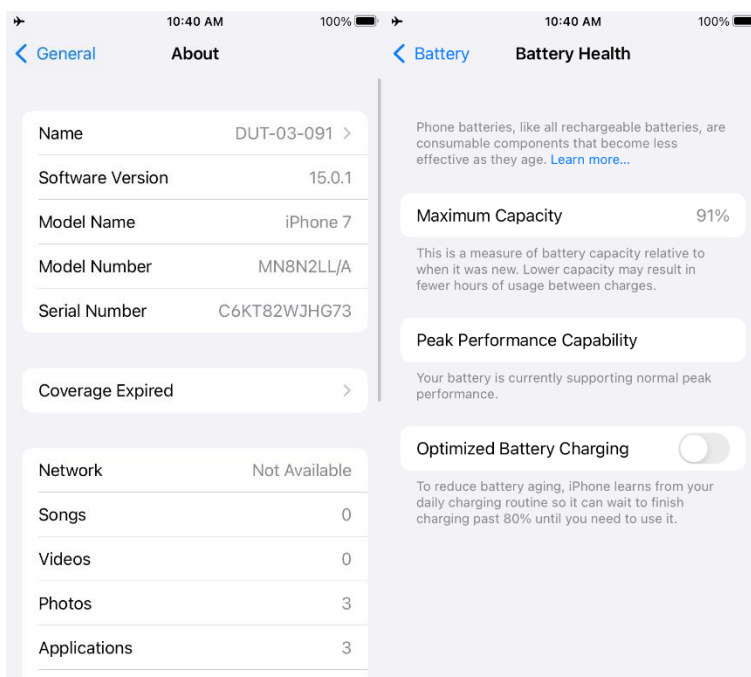 10:40 AM 100%
General About
Name DUT-03-091
Software Version 15.0.1
Model Name iPhone 7
Model Number MN8N2LL/A
Serial Number C6KT82WJHG73
Coverage Expired
Network Not Available
Songs 0
Videos 0
Photos 3
Applications 3
10:40 AM 100%
Battery Battery Health
Phone batteries, like all rechargeable batteries, are
consumable components that become less
effective as they age. Learn more...
Maximum Capacity 91%
This is a measure of battery capacity relative to
when it was new. Lower capacity may result in
fewer hours of usage between charges.
Peak Performance Capability
Your battery is currently supporting normal peak
performance.
Optimized Battery Charging
To reduce battery aging, iPhone learns from your
daily charging routine so it can wait to finish
charging past 80% until you need to use it.